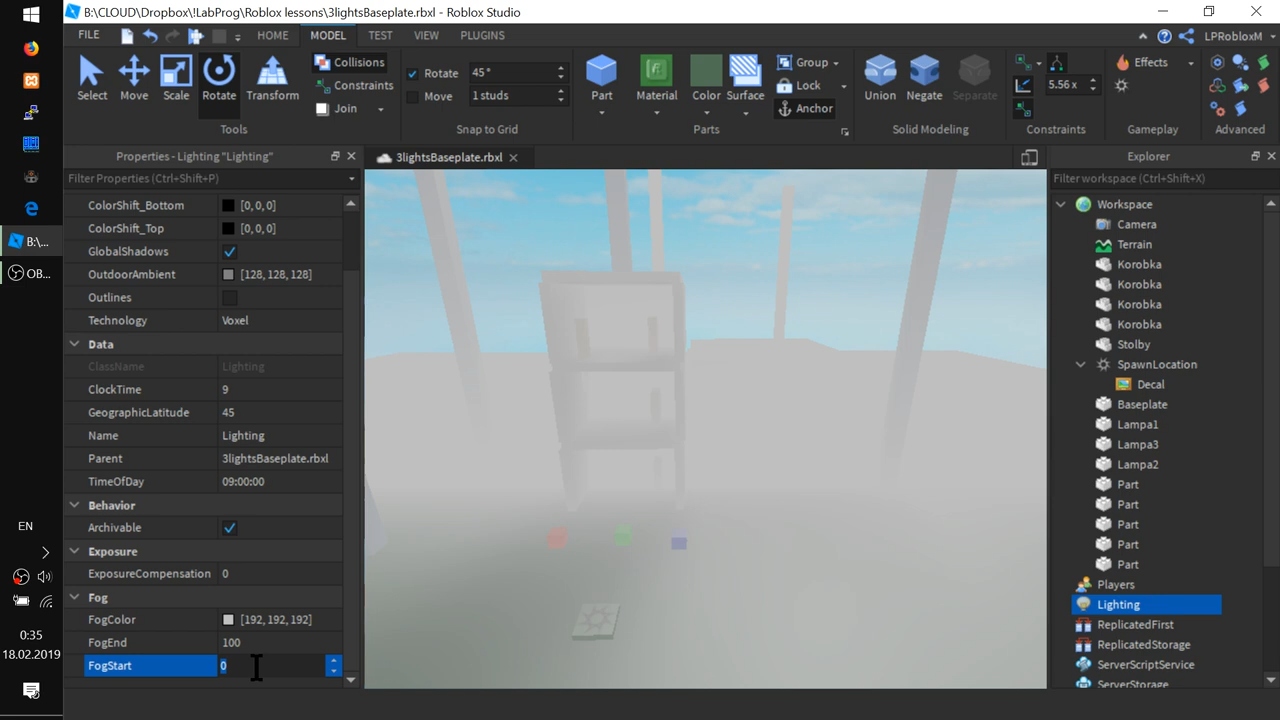 B:\CLOUD\Dropbox\!LabProg\Roblox lessons\3lightsBaseplate.rbxl - Roblox Studio
FILE
HOME
MODEL
TEST
VIEW
PLUGINS
LPRobloxM
Select
Move
Scale
Rotate
Transform
Collisions
Constraints
Join
Tools
Rotate
45°
Move
1 studs
Snap to Grid
Part
Material
Color
Surface
Group
Lock
Anchor
Parts
Union
Negate
Separate
Solid Modeling
5.56 x
Constraints
Effects
Gameplay
Advanced
Properties - Lighting "Lighting"
Filter Properties (Ctrl+Shift+P)
ColorShift_Bottom [0, 0, 0]
ColorShift_Top [0, 0, 0]
GlobalShadows
OutdoorAmbient [128, 128, 128]
Outlines
Technology Voxel
Data
ClassName Lighting
ClockTime 9
GeographicLatitude 45
Name Lighting
Parent 3lightsBaseplate.rbxl
TimeOfDay 09:00:00
Behavior
Archivable
Exposure
ExposureCompensation 0
Fog
FogColor [192, 192, 192]
FogEnd 100
FogStart 0
3lightsBaseplate.rbxl
Explorer
Filter workspace (Ctrl+Shift+X)
Workspace
Camera
Terrain
Korobka
Korobka
Korobka
Korobka
Stolby
SpawnLocation
Decal
Baseplate
Lampa1
Lampa3
Lampa2
Part
Part
Part
Part
Part
Players
Lighting
ReplicatedFirst
ReplicatedStorage
ServerScriptService
ServerStorage
B:\...
OB...
EN
0:35
18.02.2019